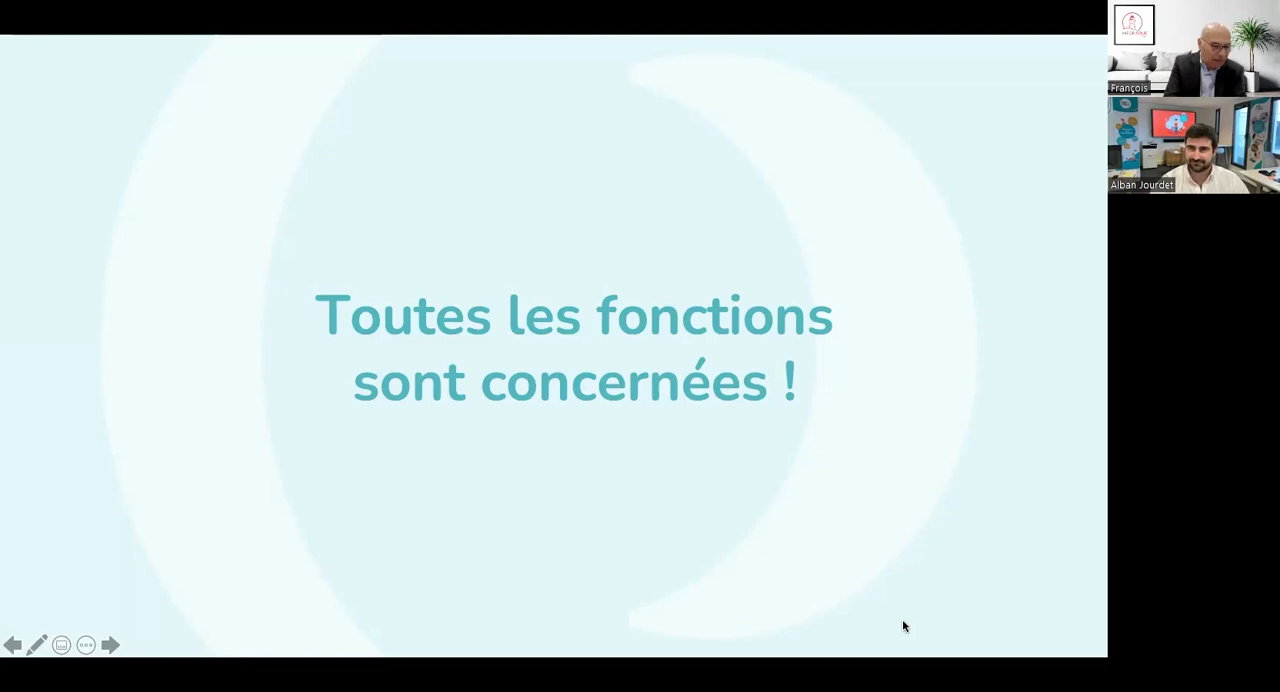 Toutes les fonctions
sont concernées !
François
Alban Jourdet